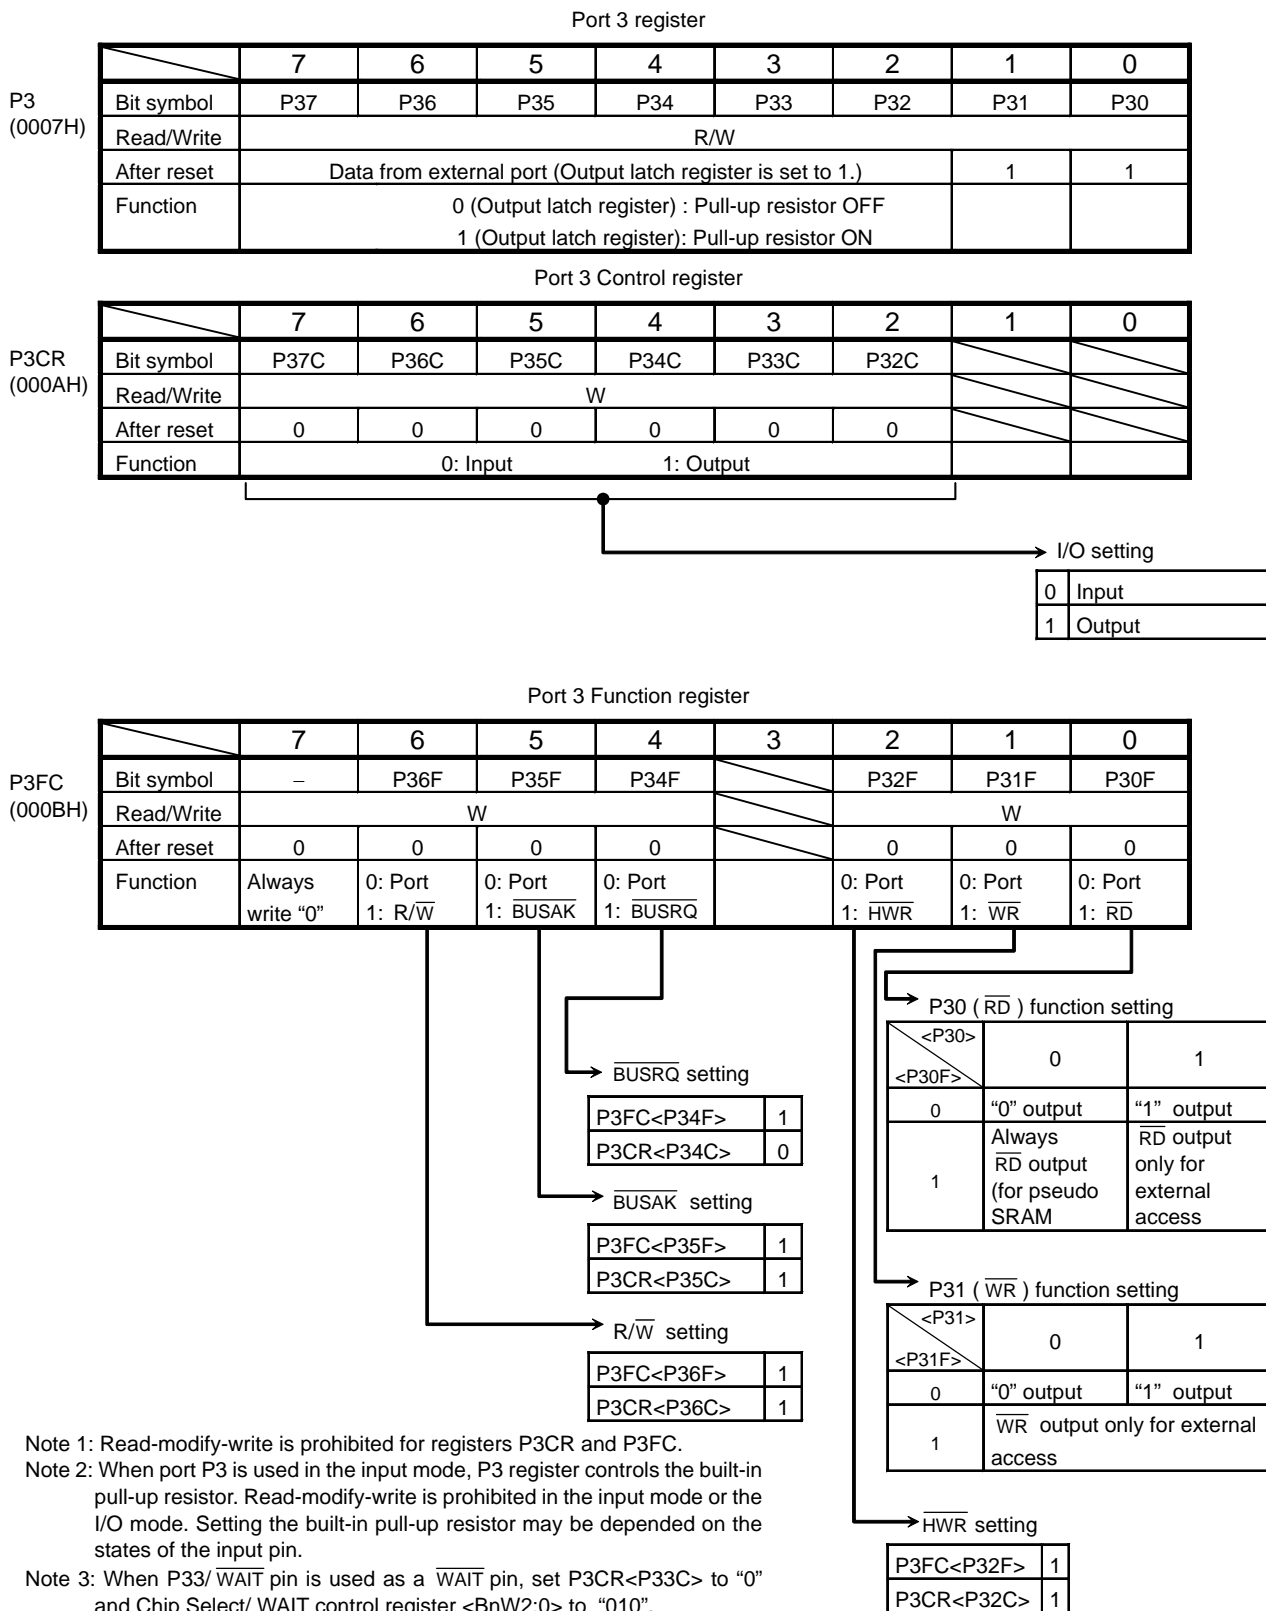 Port 3 register
7 6 5 4 3 2 1 0
P3
(0007H)
Bit symbol P37 P36 P35 P34 P33 P32 P31 P30
Read/Write R/W
After reset Data from external port (Output latch register is set to 1.) 1 1
Function 0 (Output latch register) : Pull-up resistor OFF
1 (Output latch register): Pull-up resistor ON
Port 3 Control register
7 6 5 4 3 2 1 0
P3CR
(000AH)
Bit symbol P37C P36C P35C P34C P33C P32C
Read/Write W
After reset 0 0 0 0 0 0
Function 0: Input 1: Output
I/O setting
0 Input
1 Output
Port 3 Function register
7 6 5 4 3 2 1 0
P3FC
(000BH)
Bit symbol – P36F P35F P34F P32F P31F P30F
Read/Write W W
After reset 0 0 0 0 0 0 0
Function Always 0: Port 0: Port 0: Port 0: Port 0: Port 0: Port
write “0” 1: R/W̅ 1: B̅U̅S̅A̅K̅ 1: B̅U̅S̅R̅Q̅ 1: H̅W̅R̅ 1: W̅R̅ 1: R̅D̅
B̅U̅S̅R̅Q̅ setting
P3FC<P34F> 1
P3CR<P34C> 0
B̅U̅S̅A̅K̅ setting
P3FC<P35F> 1
P3CR<P35C> 1
R/W̅ setting
P3FC<P36F> 1
P3CR<P36C> 1
P30 ( R̅D̅ ) function setting
<P30>
<P30F>
0 1
0 “0” output “1” output
1
Always
R̅D̅ output
(for pseudo
SRAM
R̅D̅ output
only for
external
access
P31 ( W̅R̅ ) function setting
<P31>
<P31F>
0 1
0 “0” output “1” output
1
W̅R̅ output only for external
access
H̅W̅R̅ setting
P3FC<P32F> 1
P3CR<P32C> 1
Note 1: Read-modify-write is prohibited for registers P3CR and P3FC.
Note 2: When port P3 is used in the input mode, P3 register controls the built-in
pull-up resistor. Read-modify-write is prohibited in the input mode or the
I/O mode. Setting the built-in pull-up resistor may be depended on the
states of the input pin.
Note 3: When P33/ W̅A̅I̅T̅ pin is used as a W̅A̅I̅T̅ pin, set P3CR<P33C> to “0”
and Chip Select/ WAIT control register <BnW2:0> to “010”.